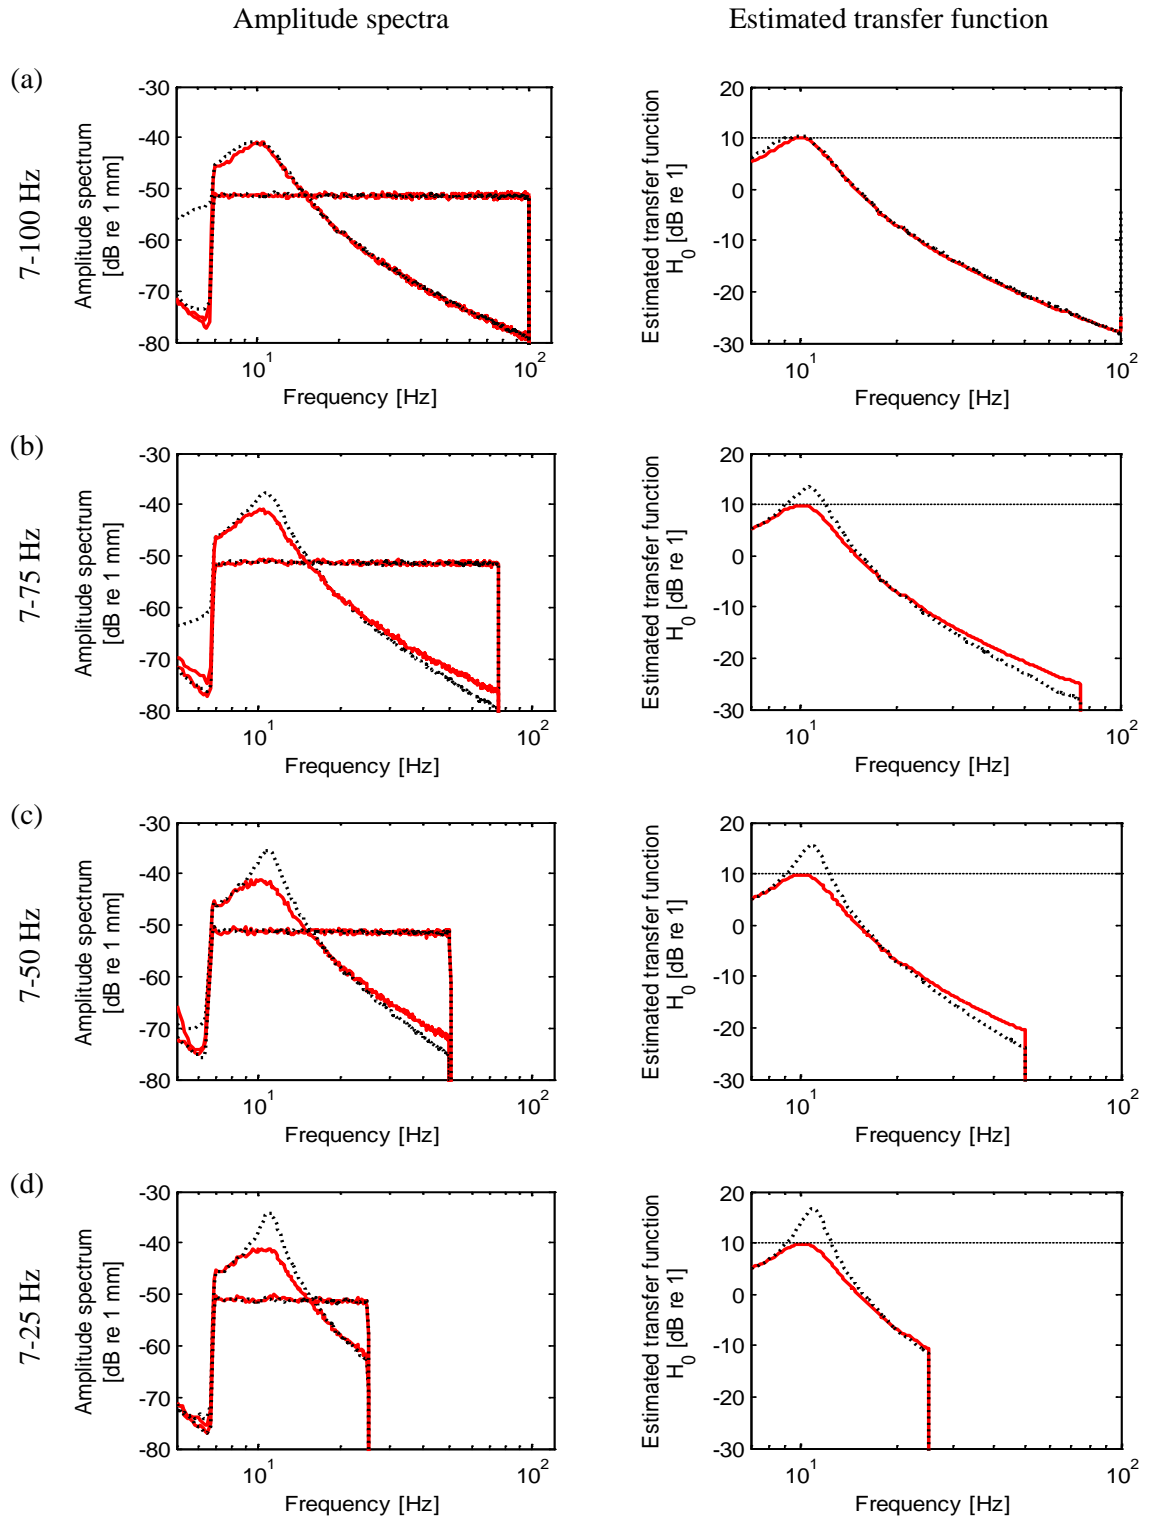 Amplitude spectra
Estimated transfer function
(a)
7-100 Hz
Amplitude spectrum
[dB re 1 mm]
-30
-40
-50
-60
-70
-80
10^1
10^2
Frequency [Hz]
Estimated transfer function
H_0 [dB re 1]
20
10
0
-10
-20
-30
10^1
10^2
Frequency [Hz]
(b)
7-75 Hz
Amplitude spectrum
[dB re 1 mm]
-30
-40
-50
-60
-70
-80
10^1
10^2
Frequency [Hz]
Estimated transfer function
H_0 [dB re 1]
20
10
0
-10
-20
-30
10^1
10^2
Frequency [Hz]
(c)
7-50 Hz
Amplitude spectrum
[dB re 1 mm]
-30
-40
-50
-60
-70
-80
10^1
10^2
Frequency [Hz]
Estimated transfer function
H_0 [dB re 1]
20
10
0
-10
-20
-30
10^1
10^2
Frequency [Hz]
(d)
7-25 Hz
Amplitude spectrum
[dB re 1 mm]
-30
-40
-50
-60
-70
-80
10^1
10^2
Frequency [Hz]
Estimated transfer function
H_0 [dB re 1]
20
10
0
-10
-20
-30
10^1
10^2
Frequency [Hz]